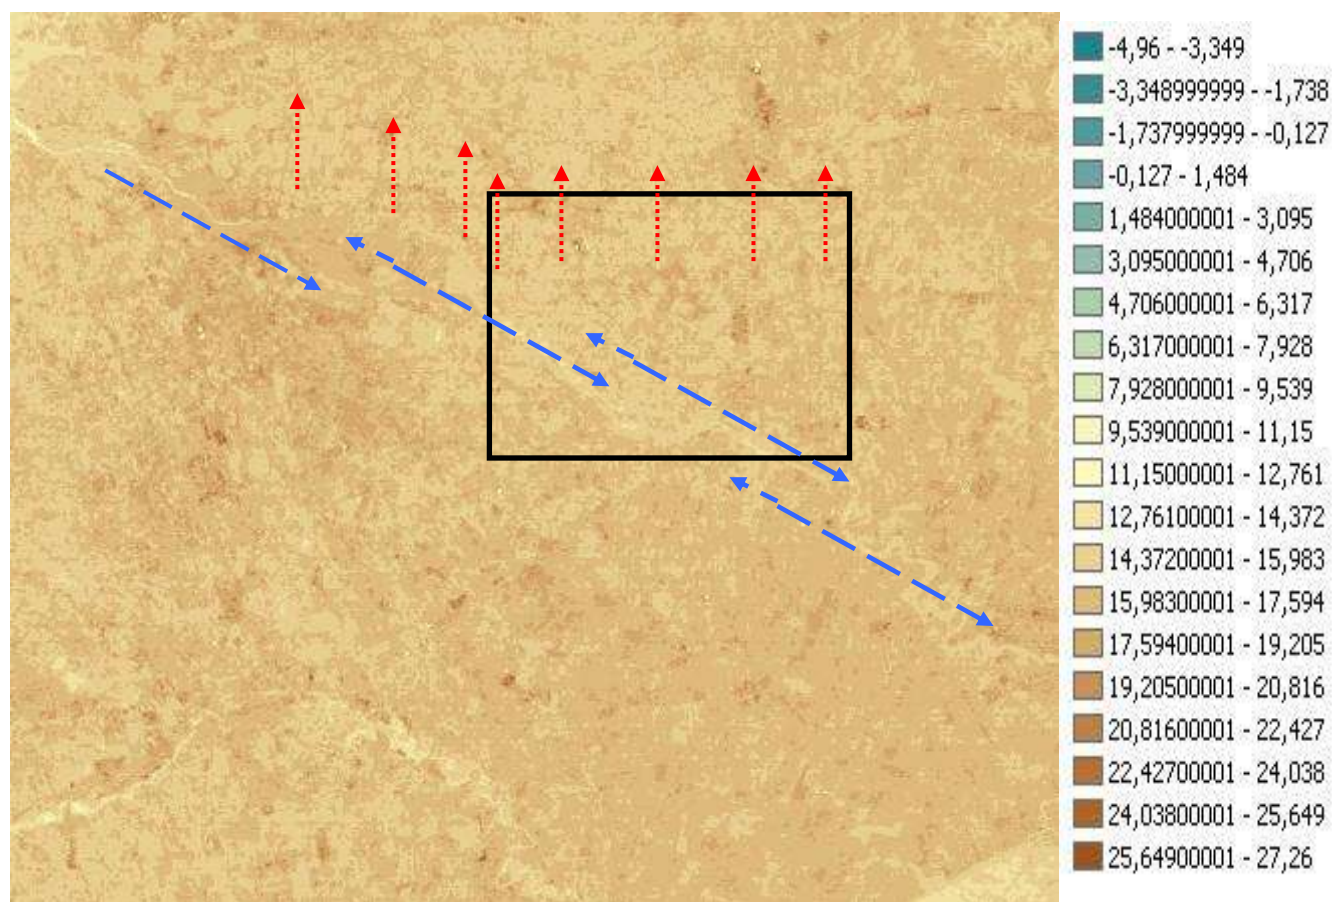 -4,96 - -3,349
-3,348999999 - -1,738
-1,737999999 - -0,127
-0,127 - 1,484
1,484000001 - 3,095
3,095000001 - 4,706
4,706000001 - 6,317
6,317000001 - 7,928
7,928000001 - 9,539
9,539000001 - 11,15
11,15000001 - 12,761
12,76100001 - 14,372
14,37200001 - 15,983
15,98300001 - 17,594
17,59400001 - 19,205
19,20500001 - 20,816
20,81600001 - 22,427
22,42700001 - 24,038
24,03800001 - 25,649
25,64900001 - 27,26